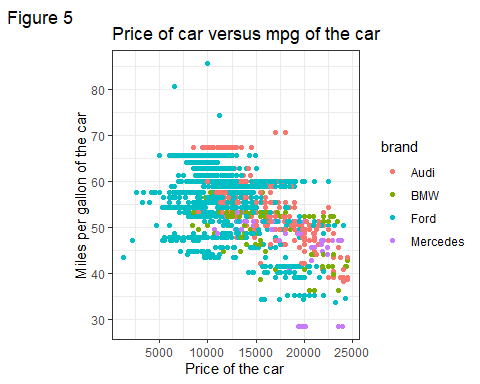 Figure 5
Price of car versus mpg of the car
Miles per gallon of the car
80
70
60
50
40
30
5000 10000 15000 20000 25000
Price of the car
brand
Audi
BMW
Ford
Mercedes